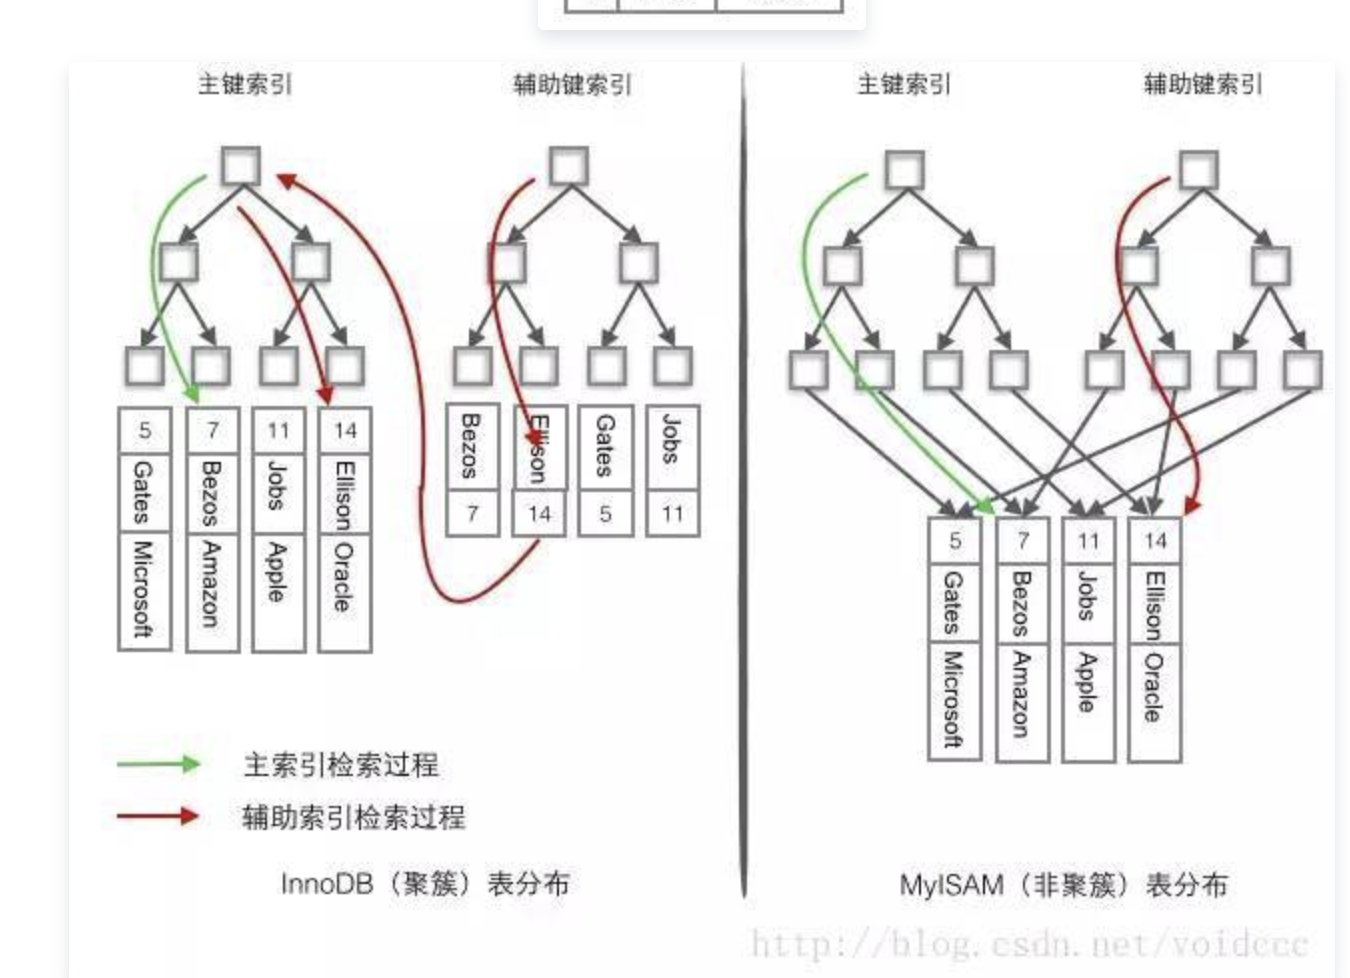 主键索引
辅助键索引
5
Gates
Microsoft
7
Bezos
Amazon
11
Jobs
Apple
14
Ellison
Oracle
Bezos
7
Ellison
14
Gates
5
Jobs
11
主索引检索过程
辅助索引检索过程
InnoDB（聚簇）表分布
主键索引
辅助键索引
5
Gates
Microsoft
7
Bezos
Amazon
11
Jobs
Apple
14
Ellison
Oracle
MyISAM（非聚簇）表分布
http://blog.csdn.net/voidccc